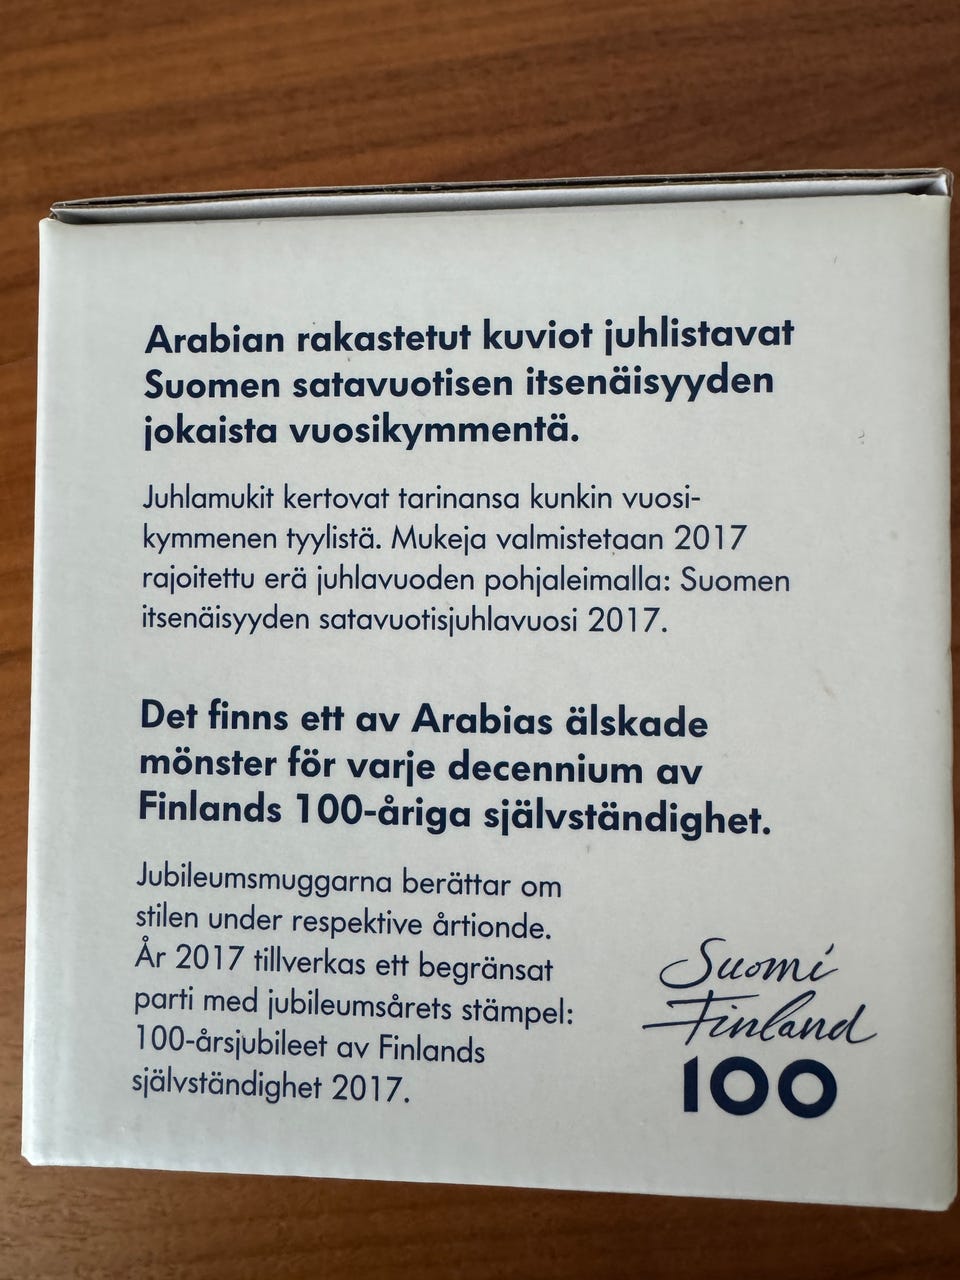 Arabian rakastetut kuviot juhlistavat
Suomen satavuotisen itsenäisyyden
jokaista vuosikymmentä.
Juhlamukit kertovat tarinansa kunkin vuosi-
kymmenen tyylistä. Mukeja valmistetaan 2017
rajoitettu erä juhlavuoden pohjaleimalla: Suomen
itsenäisyyden satavuotisjuhlavuosi 2017.
Det finns ett av Arabias älskade
mönster för varje decennium av
Finlands 100-åriga självständighet.
Jubileumsmuggarna berättar om
stilen under respektive årtionde.
År 2017 tillverkas ett begränsat
parti med jubileumsårets stämpel:
100-årsjubileet av Finlands
självständighet 2017.
Suomi
Finland
100